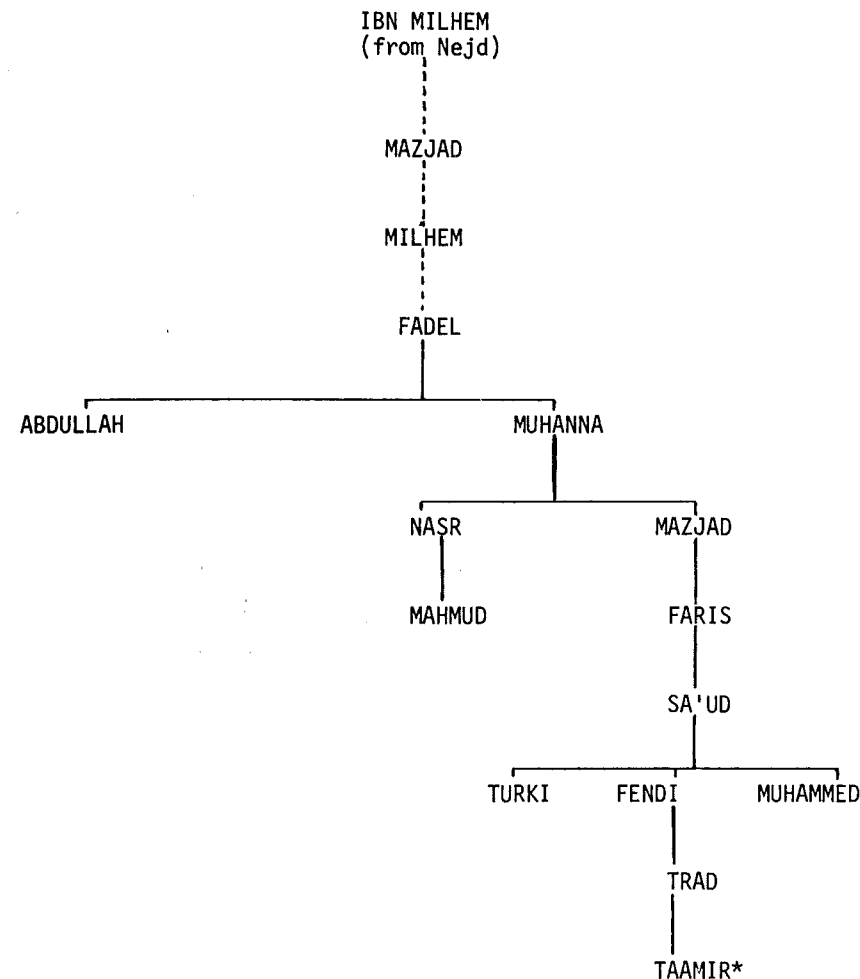 IBN MILHEM
(from Nejd)
MAZJAD
MILHEM
FADEL
ABDULLAH MUHANNA
NASR MAZJAD
MAHMUD FARIS
SA'UD
TURKI FENDI MUHAMMED
TRAD
TAAMIR*